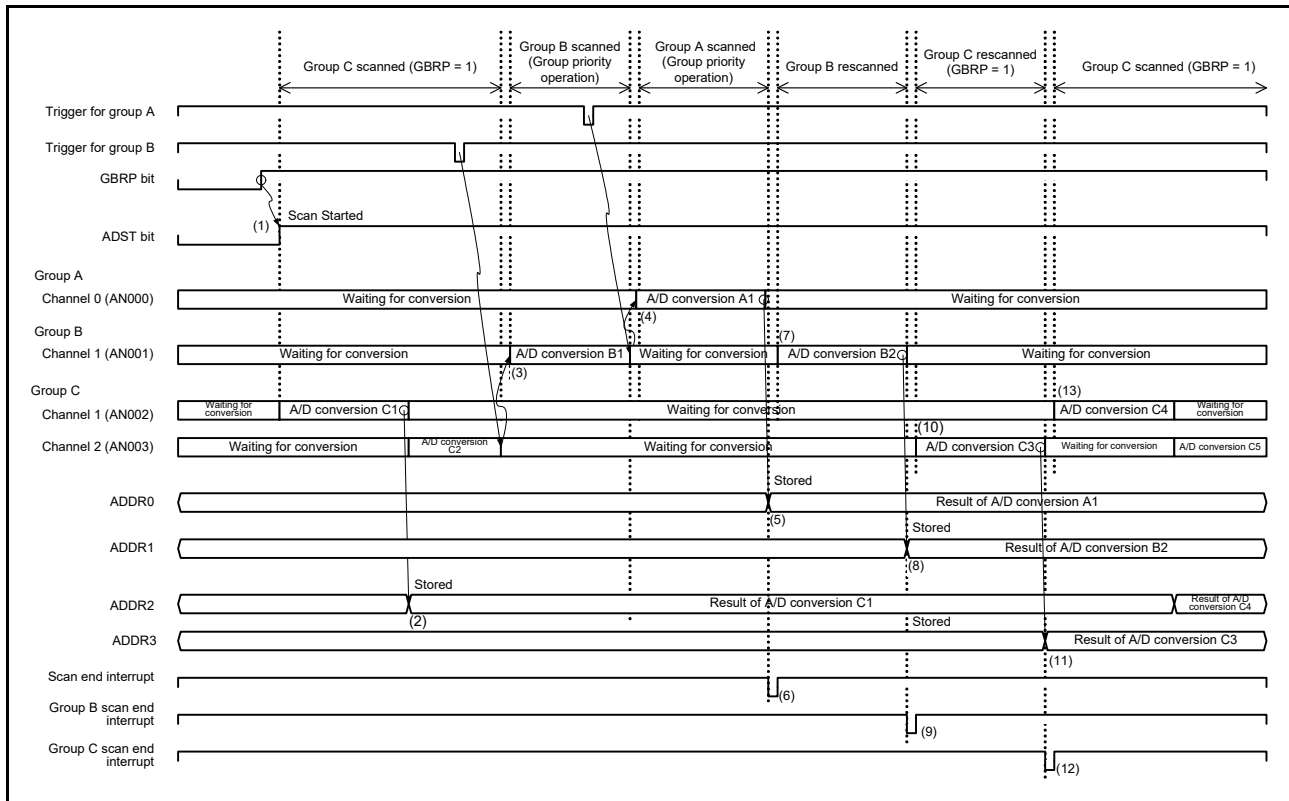 Group C scanned (GBRP = 1)
Group B scanned
(Group priority
operation)
Group A scanned
(Group priority
operation)
Group B rescanned
Group C rescanned
(GBRP = 1)
Group C scanned (GBRP = 1)
Trigger for group A
Trigger for group B
GBRP bit
(1)
Scan Started
ADST bit
Group A
Channel 0 (AN000)
Waiting for conversion
A/D conversion A1
Waiting for conversion
(4)
Group B
(7)
Channel 1 (AN001)
Waiting for conversion
A/D conversion B1
Waiting for conversion
A/D conversion B2
Waiting for conversion
(3)
Group C
(13)
Channel 1 (AN002)
Waiting for
conversion
A/D conversion C1
Waiting for conversion
A/D conversion C4
Waiting for
conversion
(10)
Channel 2 (AN003)
Waiting for conversion
A/D conversion
C2
Waiting for conversion
A/D conversion C3
Waiting for conversion
A/D conversion C5
Stored
ADDR0
Result of A/D conversion A1
(5)
Stored
ADDR1
Result of A/D conversion B2
(8)
Stored
ADDR2
Result of A/D conversion C1
Result of A/D
conversion C4
(2)
Stored
ADDR3
Result of A/D conversion C3
(11)
Scan end interrupt
(6)
Group B scan end
interrupt
(9)
Group C scan end
interrupt
(12)